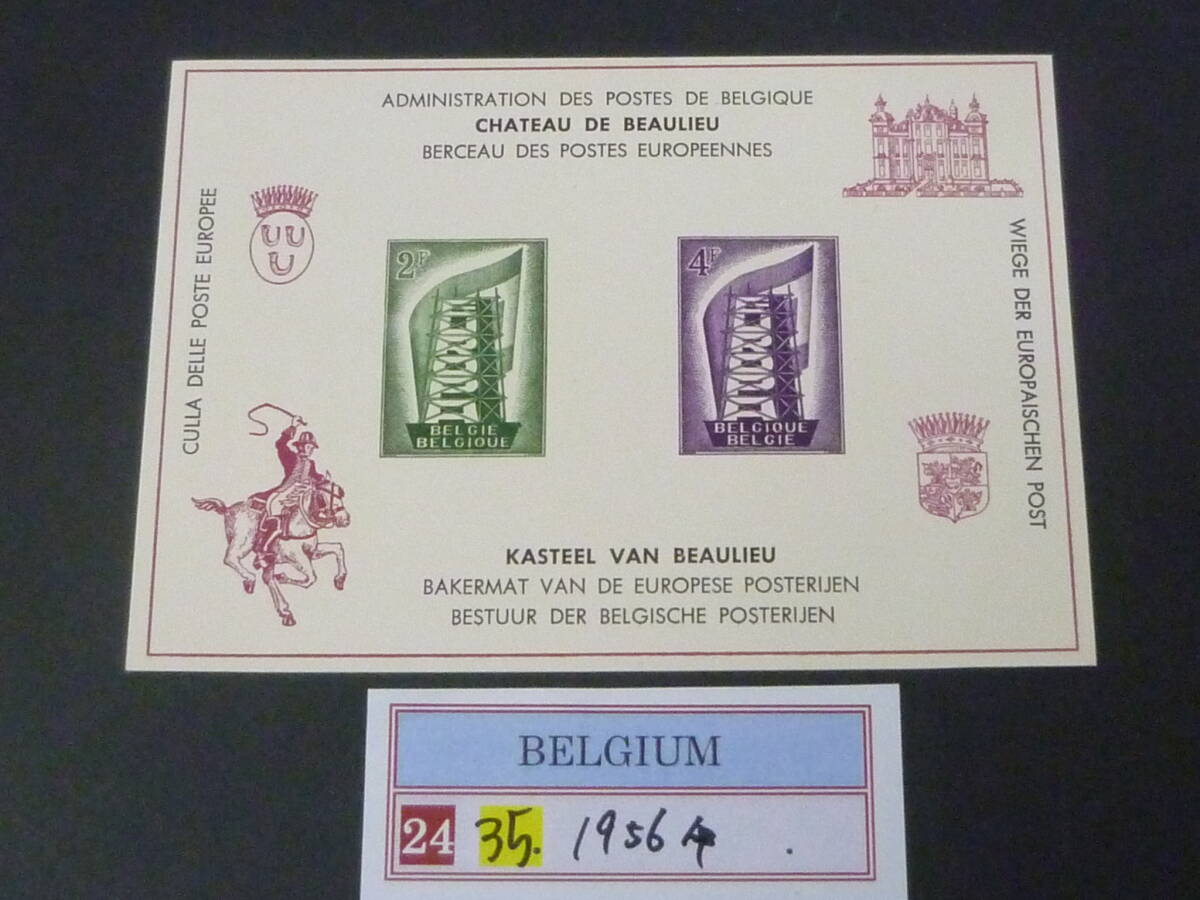 ADMINISTRATION DES POSTES DE BELGIQUE
CHATEAU DE BEAULIEU
BERCEAU DES POSTES EUROPEENNES
CULLA DELLE POSTE EUROPEE
WIEGE DER EUROPAISCHEN POST
2F
BELGIE
BELGIQUE
4F
BELGIQUE
BELGIE
KASTEEL VAN BEAULIEU
BAKERMAT VAN DE EUROPESE POSTERIJEN
BESTUUR DER BELGISCHE POSTERIJEN
BELGIUM
24 35. 1956年 .